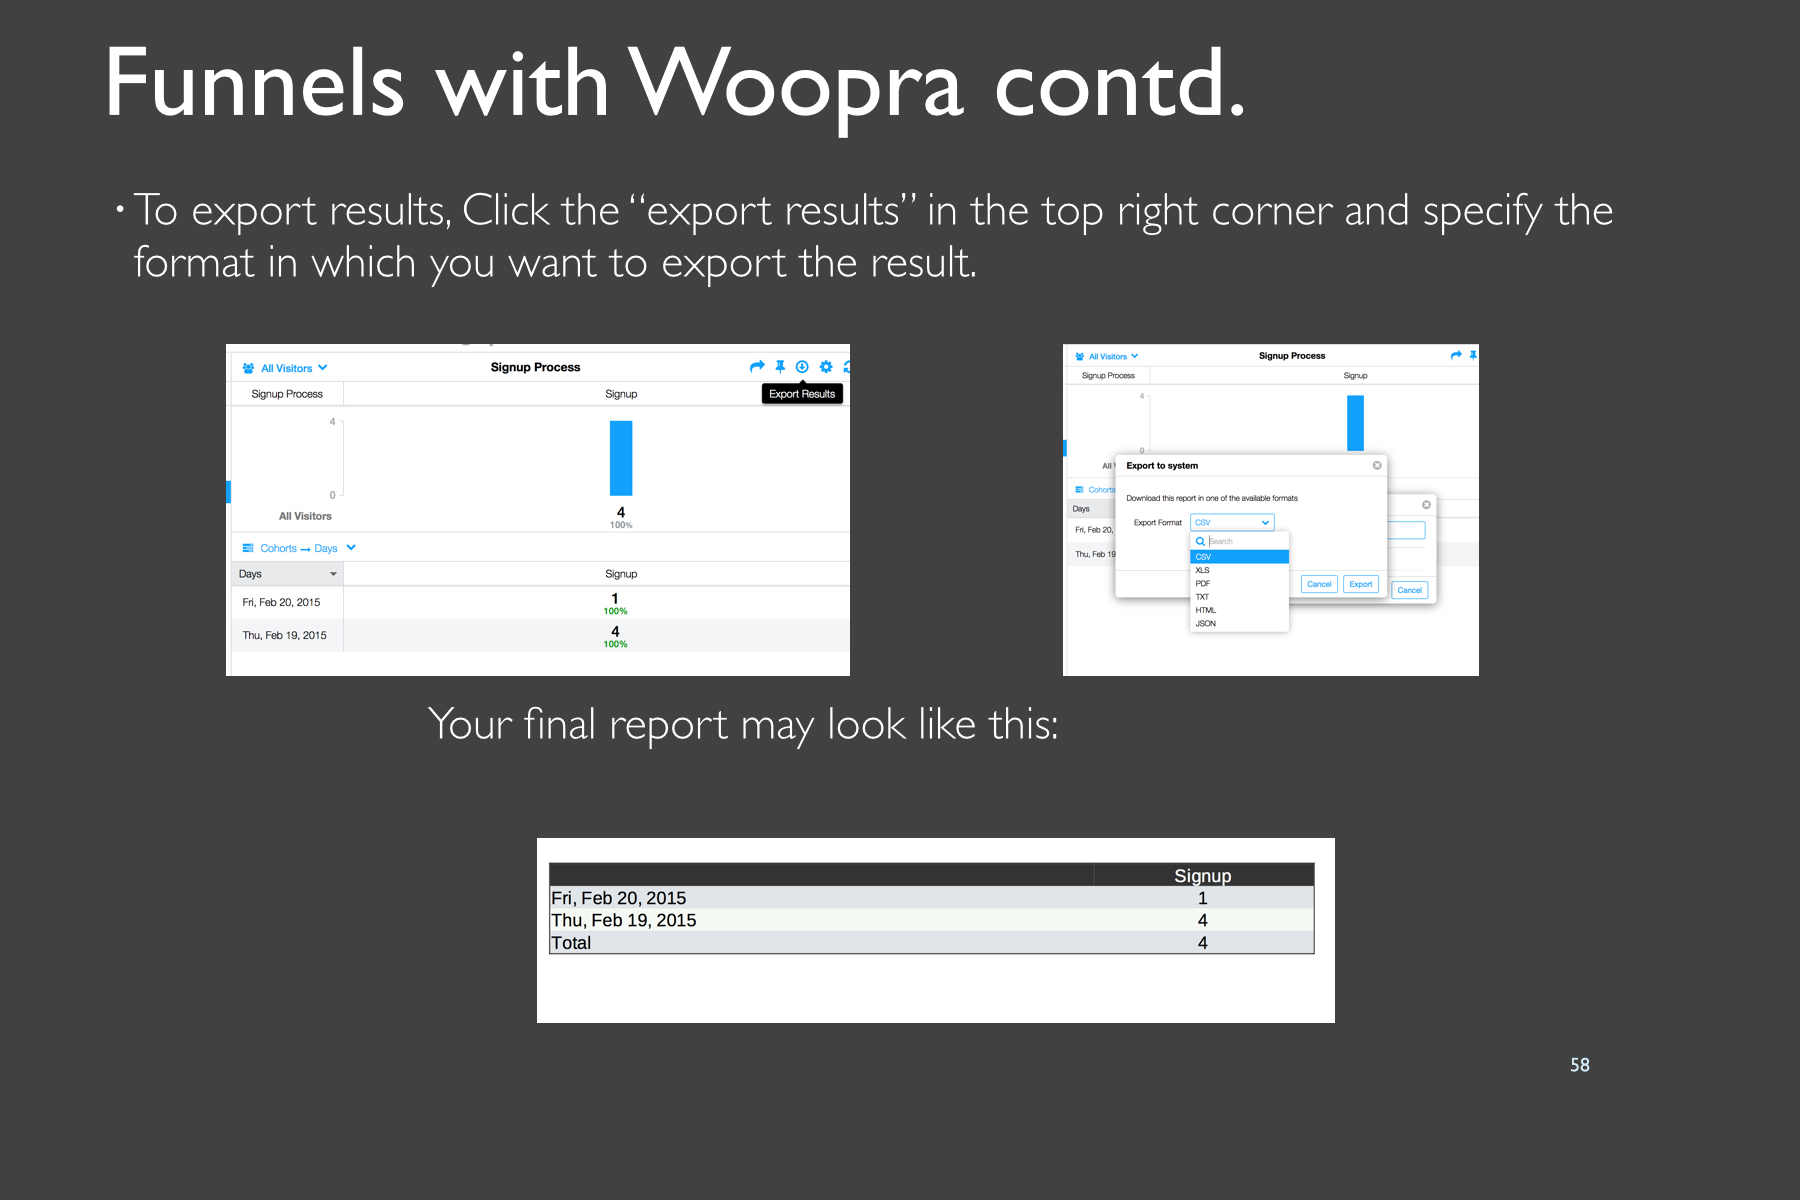 Funnels with Woopra contd.
• To export results, Click the “export results” in the top right corner and specify the
format in which you want to export the result.
All Visitors
Signup Process
Export Results
Signup Process
Signup
4
0
All Visitors
4
100%
Cohorts → Days
Days
Signup
Fri, Feb 20, 2015
1
100%
Thu, Feb 19, 2015
4
100%
All Visitors
Signup Process
Signup Process
Signup
4
0
All
Export to system
Cohorts
Download this report in one of the available formats
Days
Export Format
CSV
Fri, Feb 20,
Search
CSV
Thu, Feb 19
XLS
PDF
Cancel
Export
Cancel
TXT
HTML
JSON
Your final report may look like this:
Signup
Fri, Feb 20, 2015 1
Thu, Feb 19, 2015 4
Total 4
58